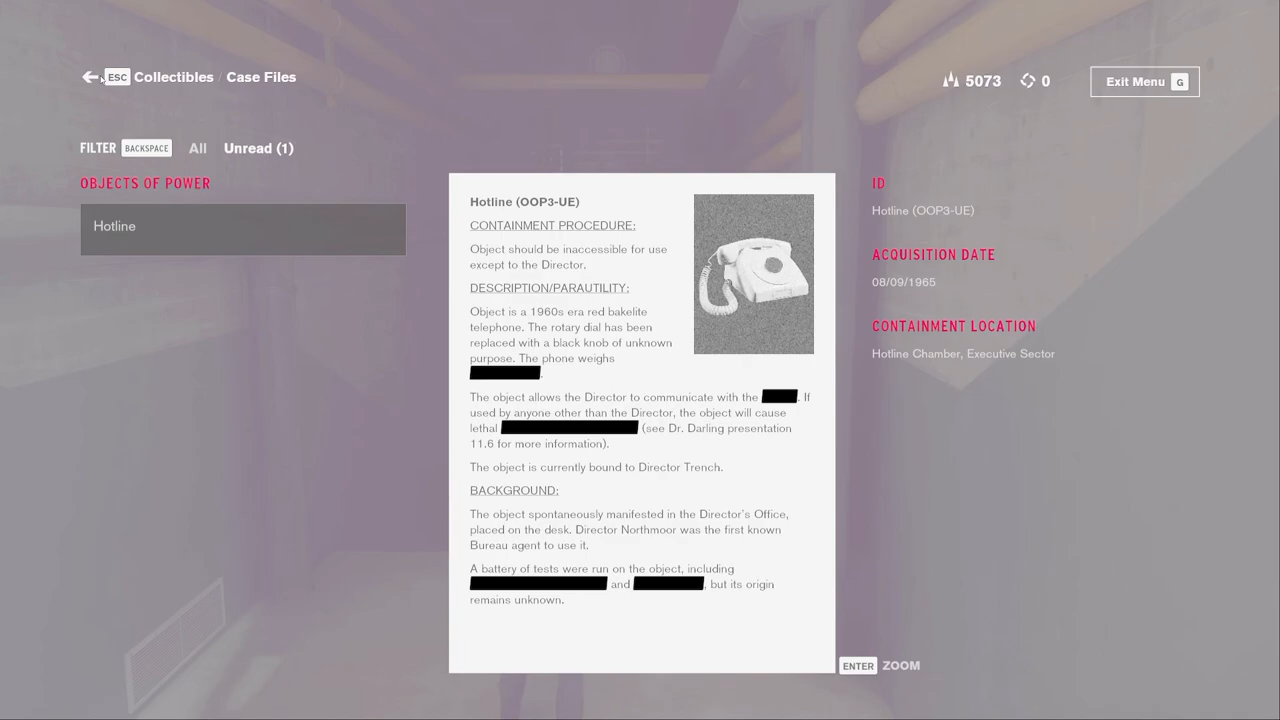 ESC Collectibles / Case Files
5073 0 Exit Menu G
FILTER BACKSPACE All Unread (1)
OBJECTS OF POWER
Hotline
Hotline (OOP3-UE)
CONTAINMENT PROCEDURE:
Object should be inaccessible for use
except to the Director.
DESCRIPTION/PARAUTILITY:
Object is a 1960s era red bakelite
telephone. The rotary dial has been
replaced with a black knob of unknown
purpose. The phone weighs
.
The object allows the Director to communicate with the . If
used by anyone other than the Director, the object will cause
lethal (see Dr. Darling presentation
11.6 for more information).
The object is currently bound to Director Trench.
BACKGROUND:
The object spontaneously manifested in the Director's Office,
placed on the desk. Director Northmoor was the first known
Bureau agent to use it.
A battery of tests were run on the object, including
and , but its origin
remains unknown.
ID
Hotline (OOP3-UE)
ACQUISITION DATE
08/09/1965
CONTAINMENT LOCATION
Hotline Chamber, Executive Sector
ENTER ZOOM